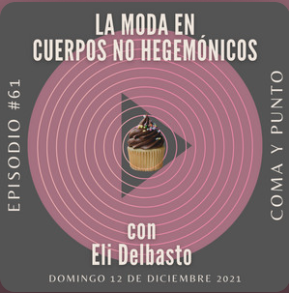 LA MODA EN
CUERPOS NO HEGEMÓNICOS
EPISODIO #61
COMA Y PUNTO
con
Eli Delbasto
DOMINGO 12 DE DICIEMBRE 2021